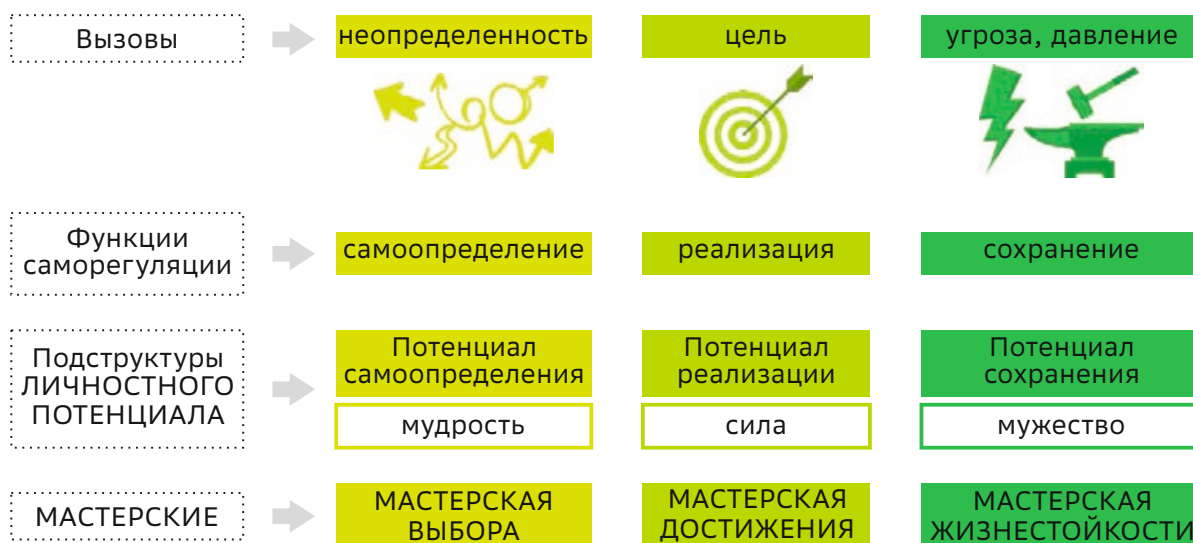 Вызовы
неопределенность
цель
угроза, давление
Функции
саморегуляции
самоопределение
реализация
сохранение
Подструктуры
ЛИЧНОСТНОГО
ПОТЕНЦИАЛА
Потенциал
самоопределения
мудрость
Потенциал
реализации
сила
Потенциал
сохранения
мужество
МАСТЕРСКИЕ
МАСТЕРСКАЯ
ВЫБОРА
МАСТЕРСКАЯ
ДОСТИЖЕНИЯ
МАСТЕРСКАЯ
ЖИЗНЕСТОЙКОСТИ